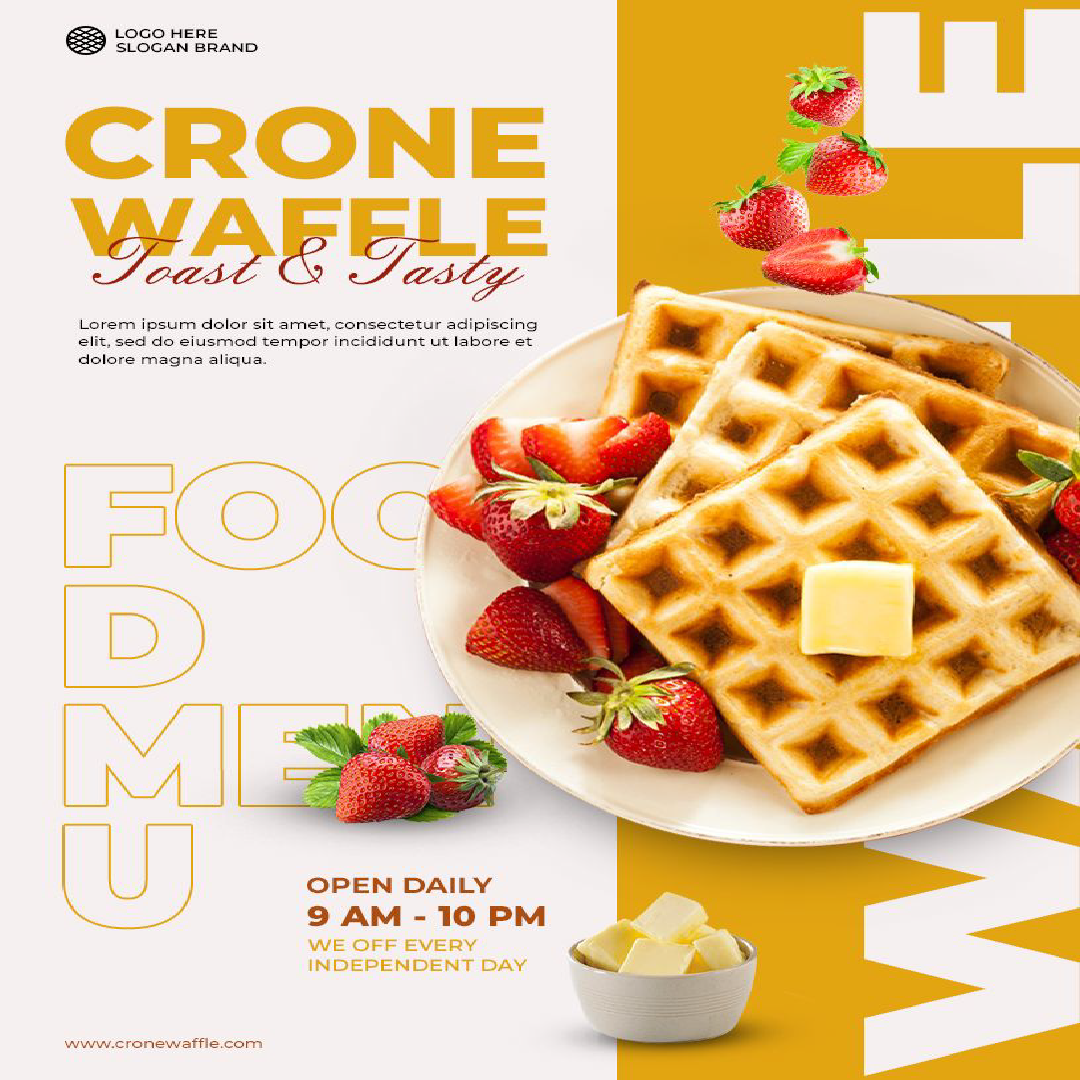 LOGO HERE
SLOGAN BRAND
CRONE
WAFFLE
Toast & Tasty
Lorem ipsum dolor sit amet, consectetur adipiscing
elit, sed do eiusmod tempor incididunt ut labore et
dolore magna aliqua.
FOO
D
MEN
U
OPEN DAILY
9 AM - 10 PM
WE OFF EVERY
INDEPENDENT DAY
www.cronewaffle.com